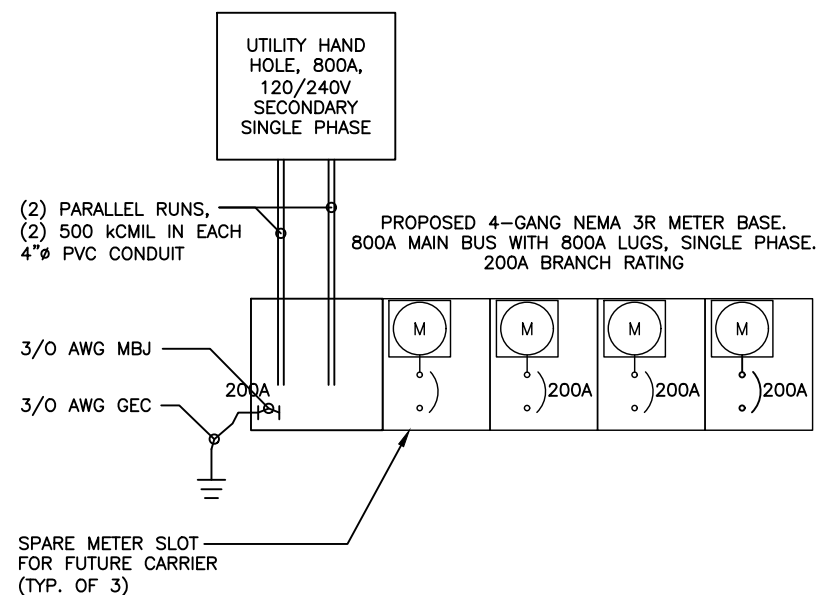 UTILITY HAND
HOLE, 800A,
120/240V
SECONDARY
SINGLE PHASE
(2) PARALLEL RUNS,
(2) 500 kCMIL IN EACH
4"ø PVC CONDUIT
PROPOSED 4-GANG NEMA 3R METER BASE.
800A MAIN BUS WITH 800A LUGS, SINGLE PHASE.
200A BRANCH RATING
M
M
M
M
3/0 AWG MBJ
200A
200A
200A
200A
3/0 AWG GEC
SPARE METER SLOT
FOR FUTURE CARRIER
(TYP. OF 3)